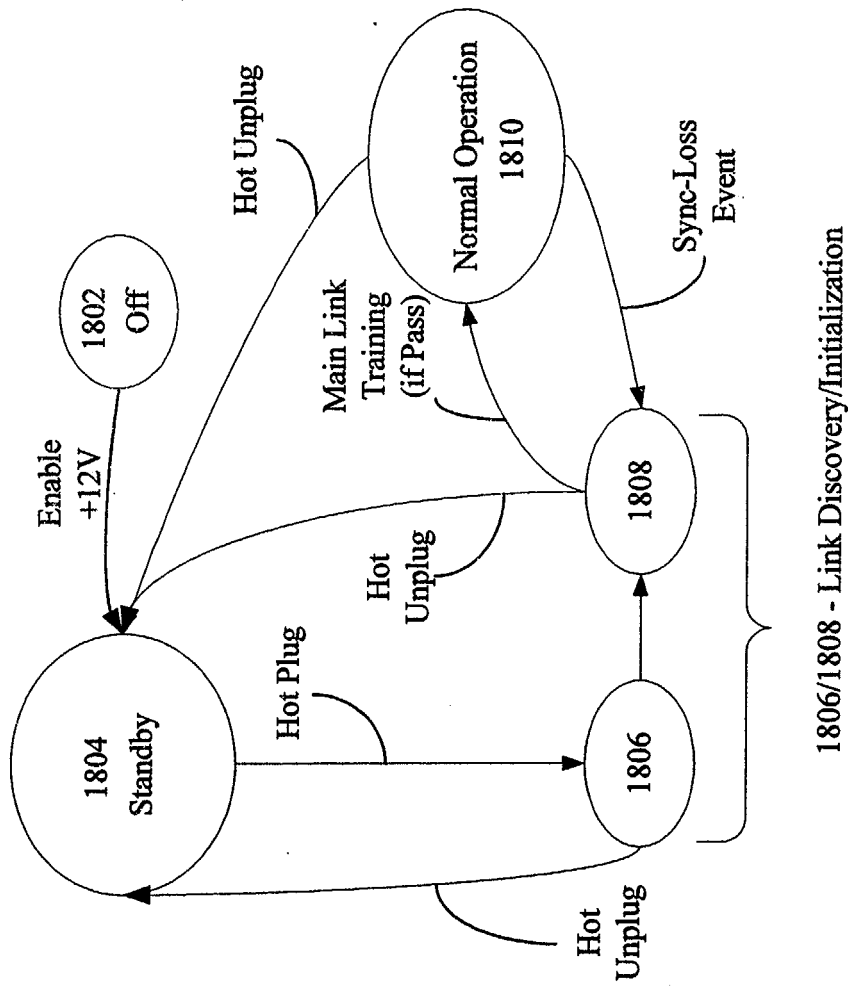 1802
Off
Enable
+12V
1804
Standby
Hot Unplug
Normal Operation
1810
Main Link
Training
(if Pass)
Sync-Loss
Event
Hot
Unplug
Hot Plug
1808
1806
Hot
Unplug
1806/1808 - Link Discovery/Initialization